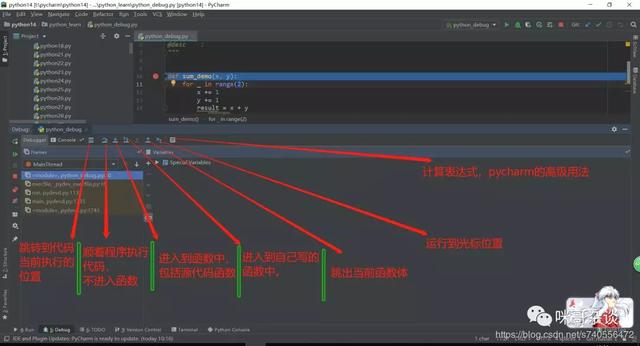 python14 [I:\pycharm\python14] - ...\python_learn\python_debug.py [python14] - PyCharm
File Edit View Navigate Code Refactor Run Tools VCS Window Help
python14 python_learn python_debug.py
python_debug
Project
python_debug.py
python18.py
python21.py
python22.py
python23.py
python24.py
python25.py
python26.py
python27.py
python28.py
@desc :
"""
def sum_demo(x, y):
for _ in range(2):
x += 1
y += 1
result = x + y
sum_demo() for _ in range(2)
Debug: python_debug
Debugger Console
Frames
Variables
MainThread
Special Variables
计算表达式，pycharm的高级用法
运行到光标位置
跳转到代码
当前执行的
位置
顺着程序执行
代码，
不进入函数
进入到函数中，
包括源代码函数
进入到自己写的
函数中。
跳出当前函数体
咪哥杂谈
Run 5: Debug 6: TODO 9: Version Control Terminal Python Console
IDE and Plugin Updates: PyCharm is ready to update. (today 10:16)
https://blog.csdn.net/s740556472